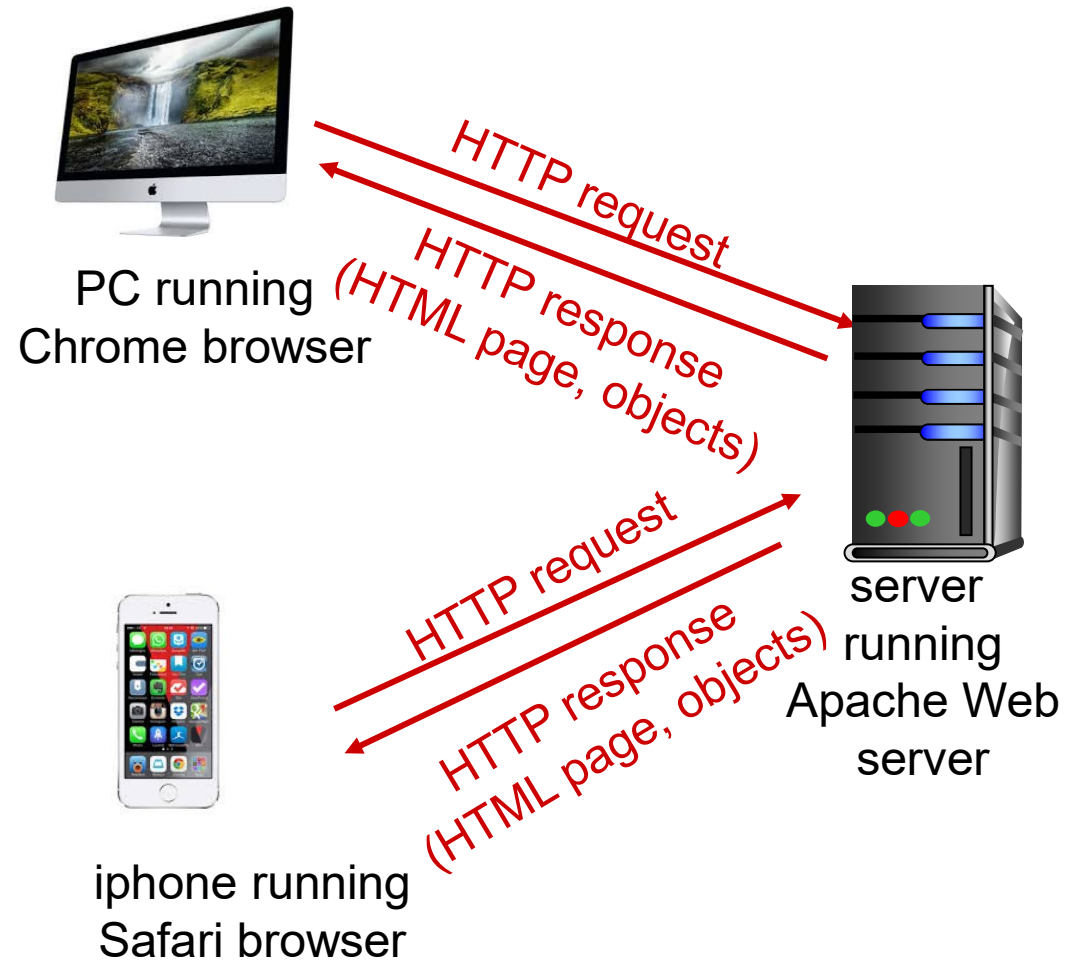 HTTP request
HTTP response
(HTML page, objects)
PC running
Chrome browser
HTTP request
HTTP response
(HTML page, objects)
server
running
Apache Web
server
iphone running
Safari browser